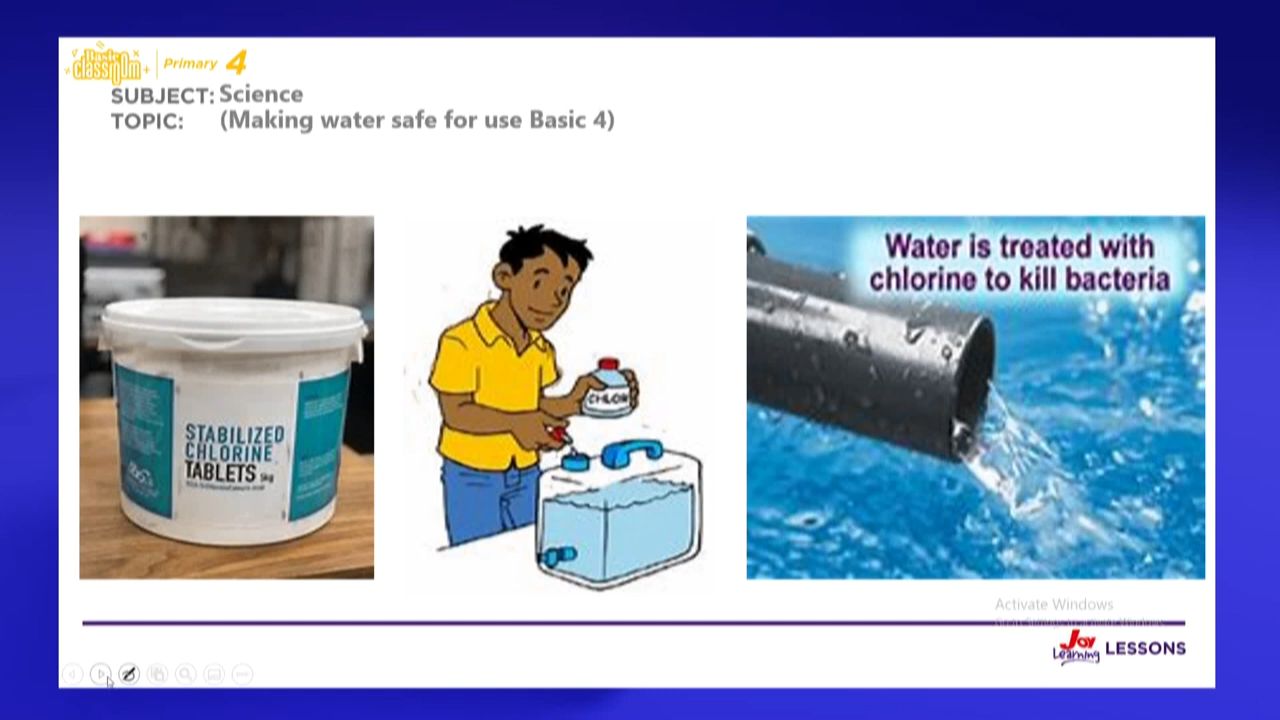 Basic
classroom
Primary 4
SUBJECT: Science
TOPIC: (Making water safe for use Basic 4)
STABILIZED
CHLORINE
TABLETS 5kg
CHLOR
Water is treated with
chlorine to kill bacteria
Activate Windows
Joy
Learning LESSONS